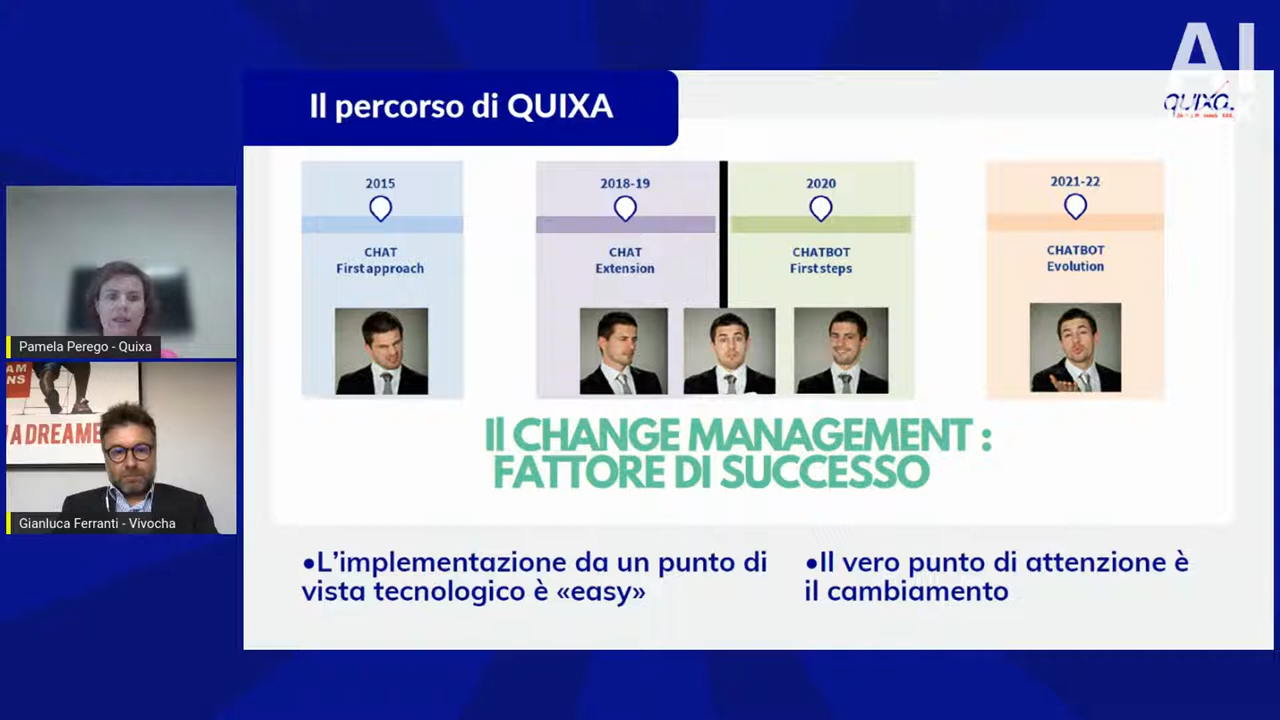 Il percorso di QUIXA
AI
QUIXA
2015
CHAT
First approach
2018-19
CHAT
Extension
2020
CHATBOT
First steps
2021-22
CHATBOT
Evolution
Il CHANGE MANAGEMENT :
FATTORE DI SUCCESSO
•L’implementazione da un punto di
vista tecnologico è «easy»
•Il vero punto di attenzione è
il cambiamento
Pamela Perego - Quixa
AM
NS
A DREAME
Gianluca Ferranti - Vivocha